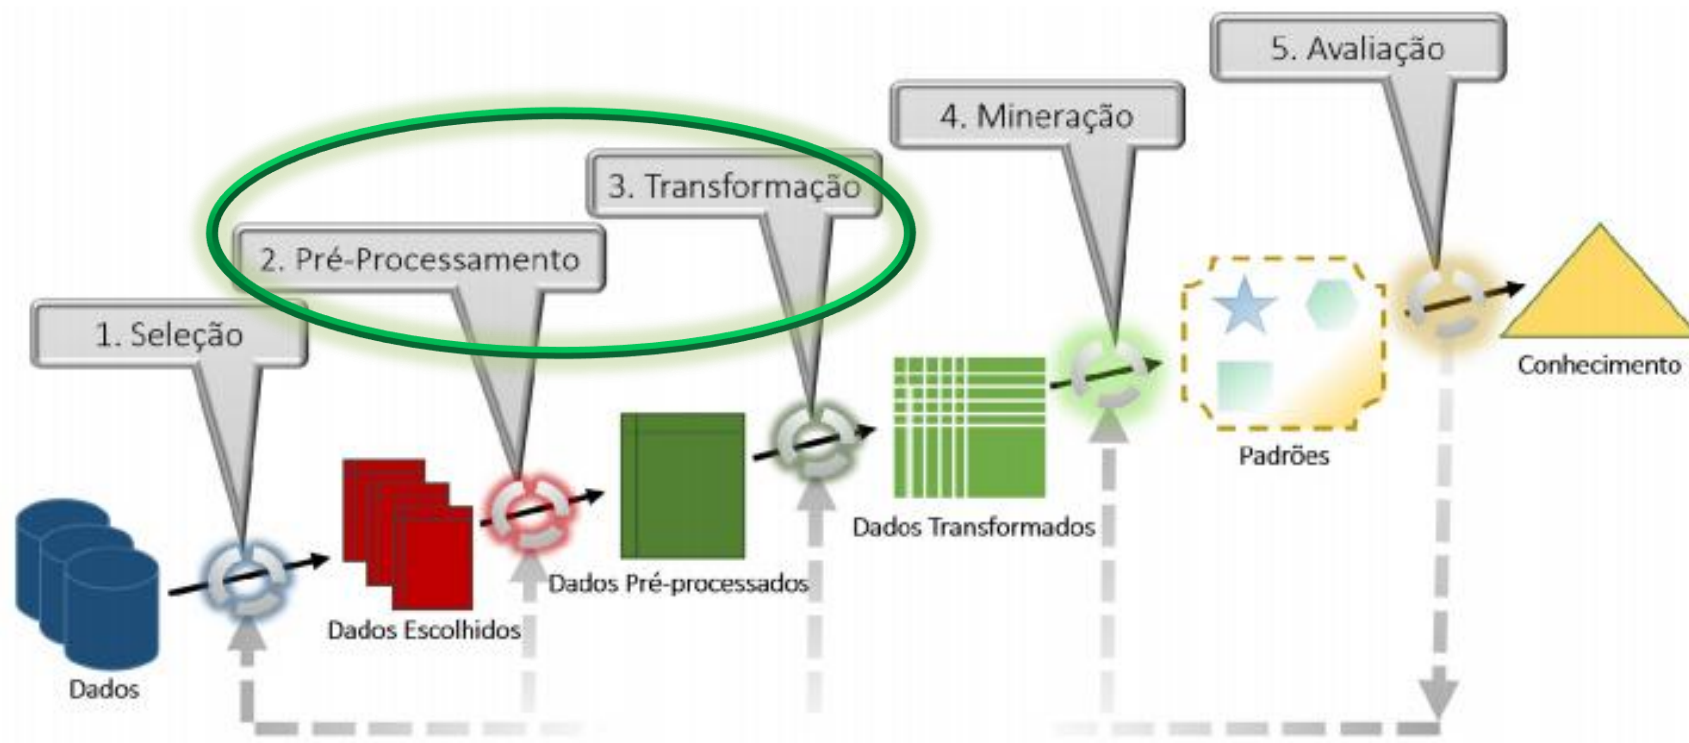 5. Avaliação
4. Mineração
3. Transformação
2. Pré-Processamento
1. Seleção
Dados
Dados Escolhidos
Dados Pré-processados
Dados Transformados
Padrões
Conhecimento